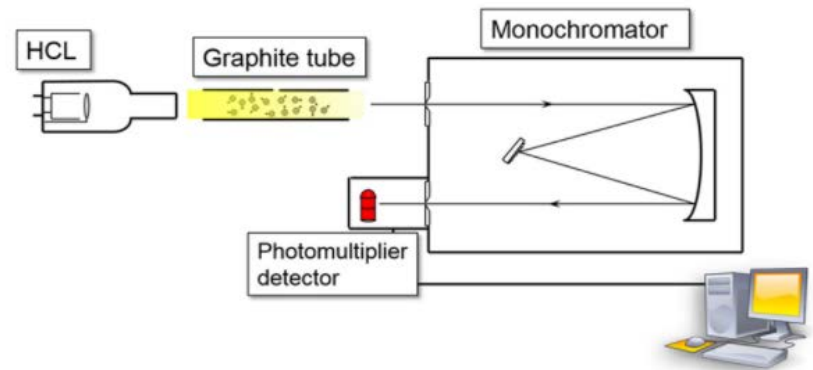 HCL
Graphite tube
Monochromator
Photomultiplier
detector